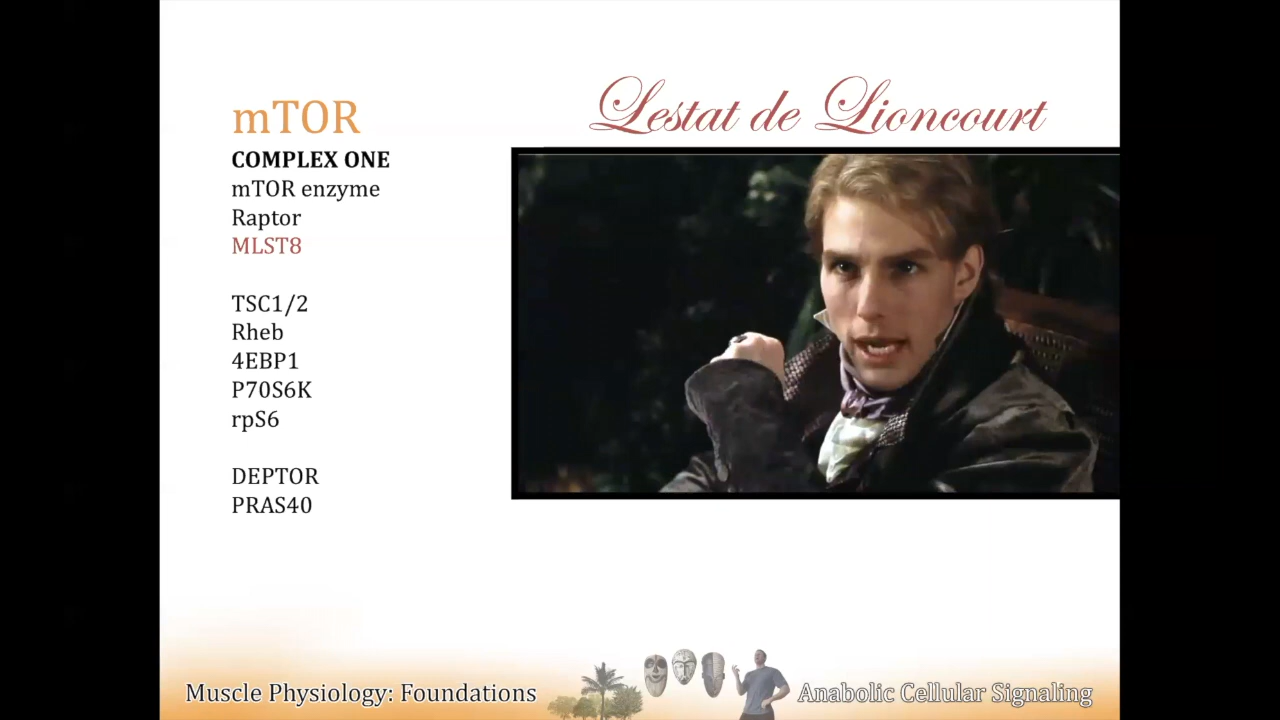 mTOR
COMPLEX ONE
mTOR enzyme
Raptor
MLST8
TSC1/2
Rheb
4EBP1
P70S6K
rpS6
DEPTOR
PRAS40
Lestat de Lioncourt
Muscle Physiology: Foundations
Anabolic Cellular Signaling